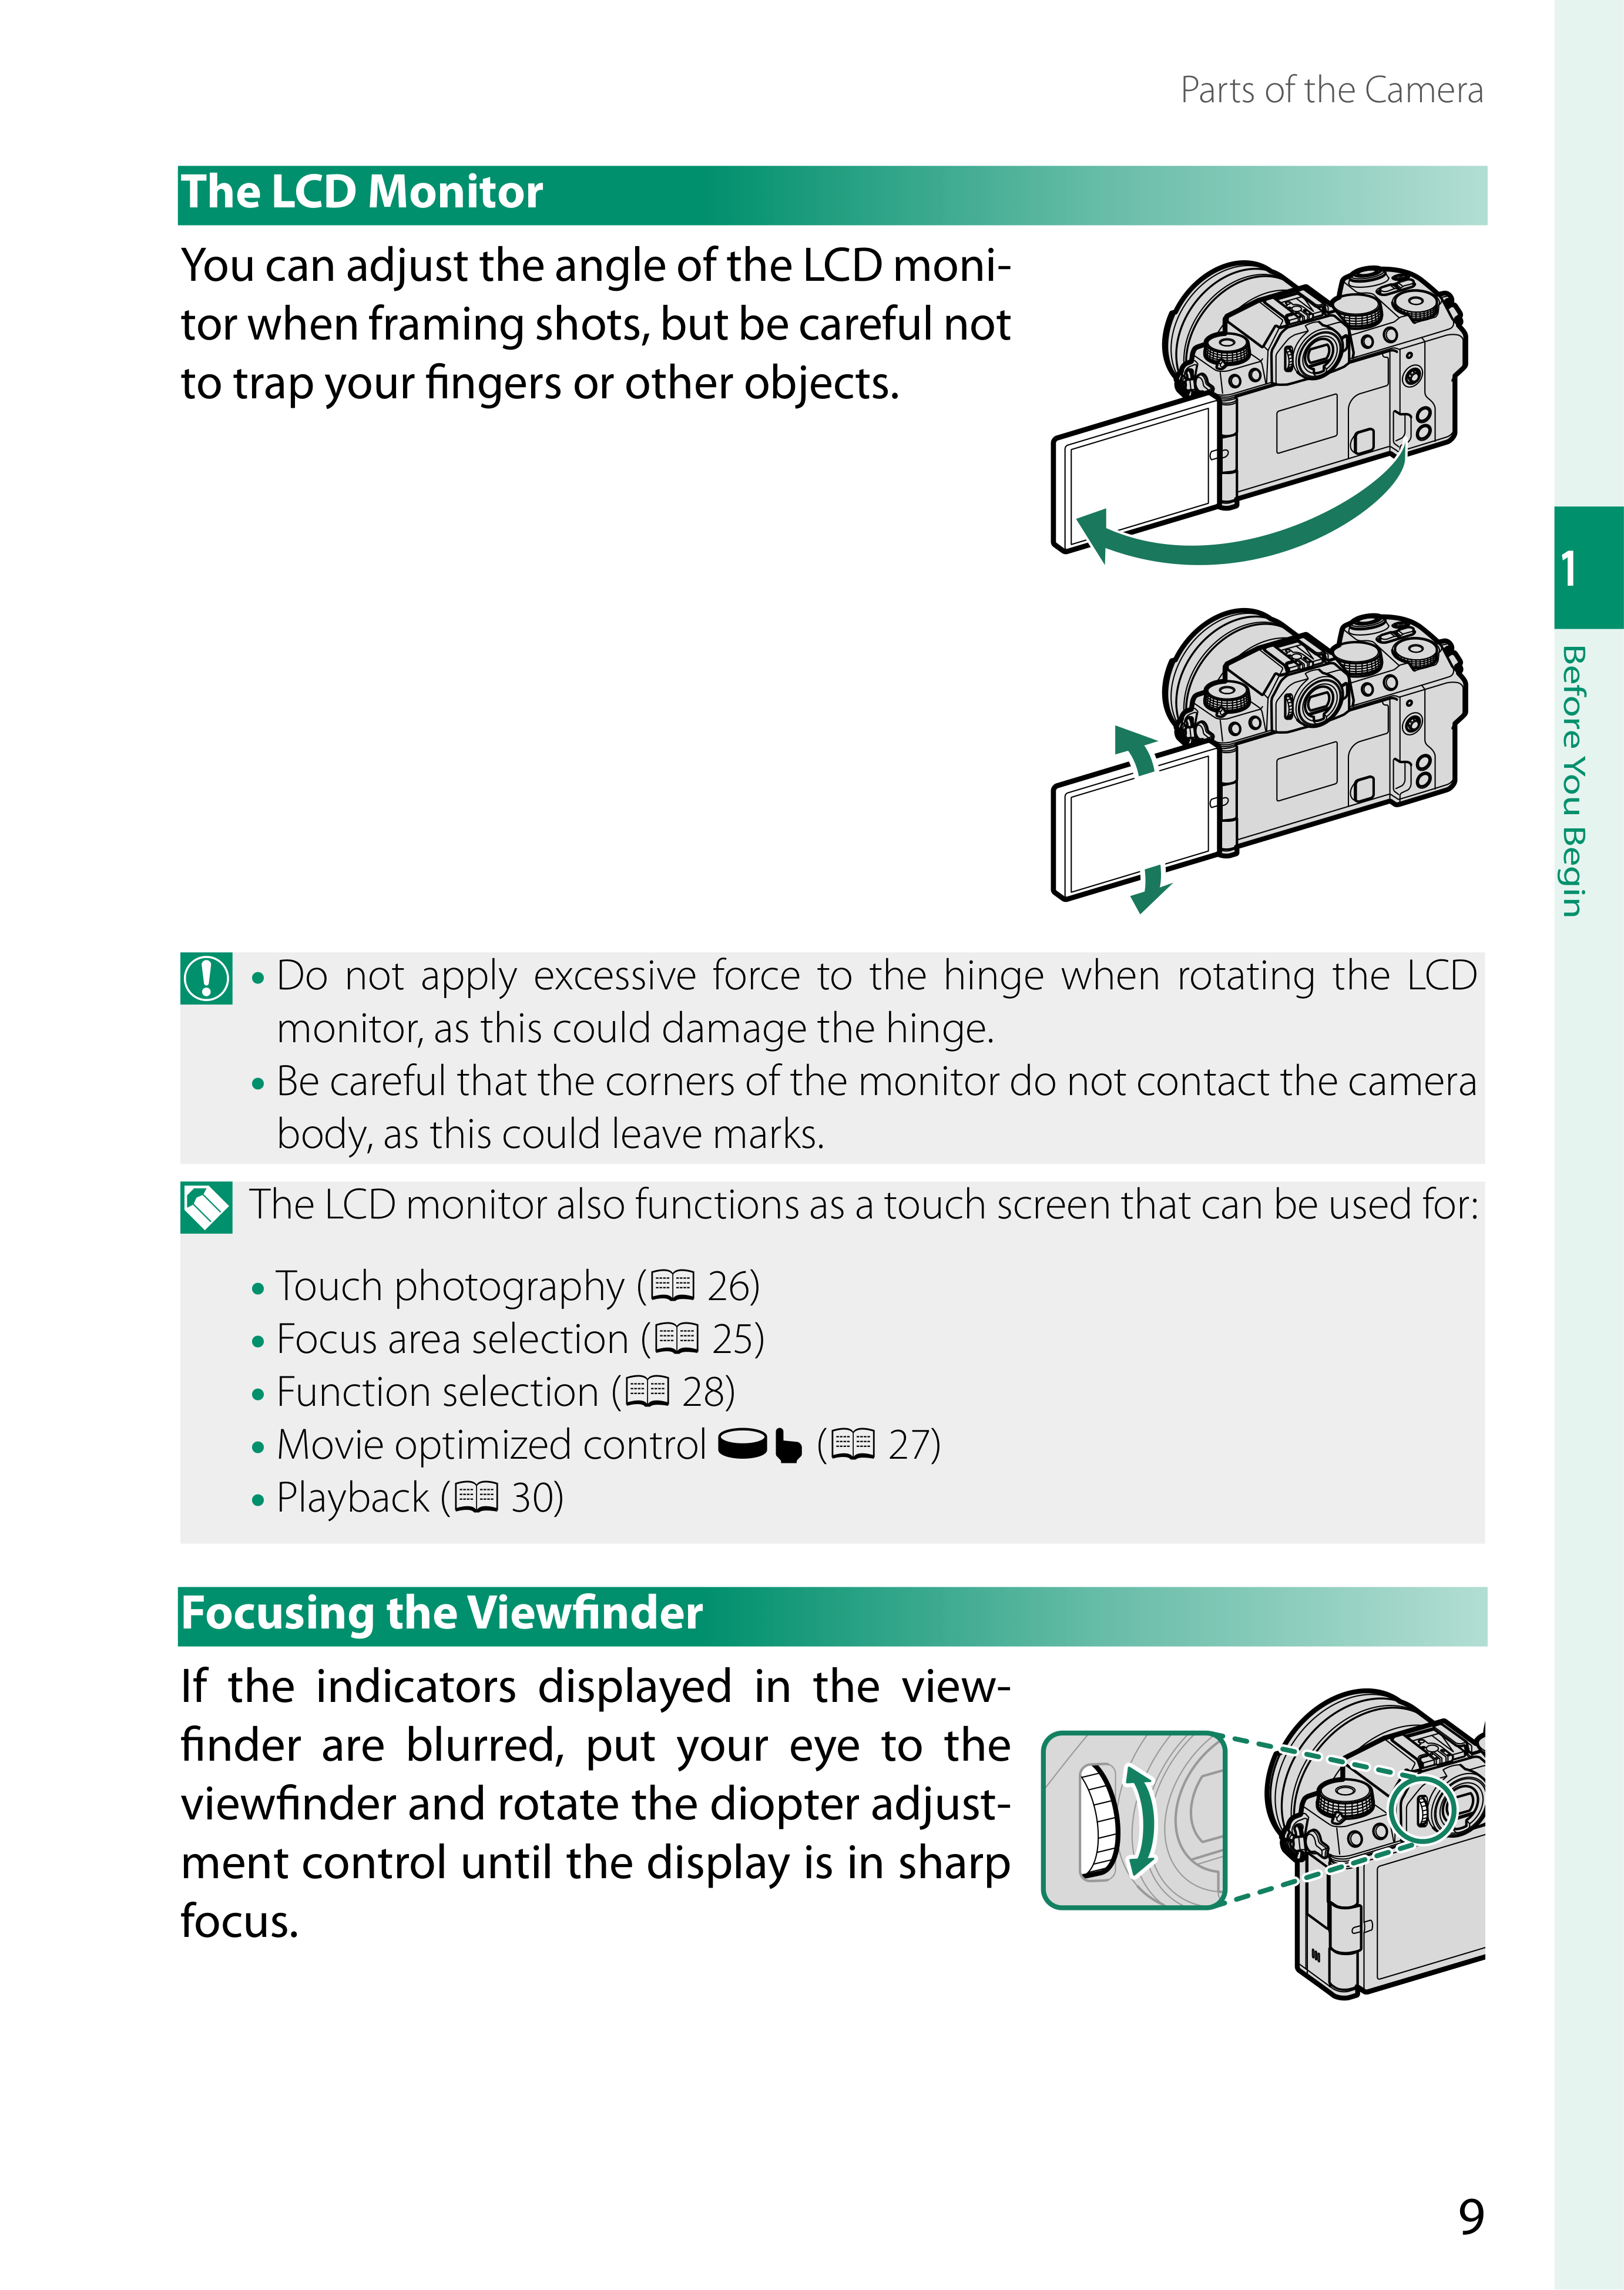 Parts of the Camera
The LCD Monitor
You can adjust the angle of the LCD moni-
tor when framing shots, but be careful not
to trap your fingers or other objects.
1
Before You Begin
• Do not apply excessive force to the hinge when rotating the LCD
monitor, as this could damage the hinge.
• Be careful that the corners of the monitor do not contact the camera
body, as this could leave marks.
The LCD monitor also functions as a touch screen that can be used for:
• Touch photography (26)
• Focus area selection (25)
• Function selection (28)
• Movie optimized control (27)
• Playback (30)
Focusing the Viewfinder
If the indicators displayed in the view-
finder are blurred, put your eye to the
viewfinder and rotate the diopter adjust-
ment control until the display is in sharp
focus.
9